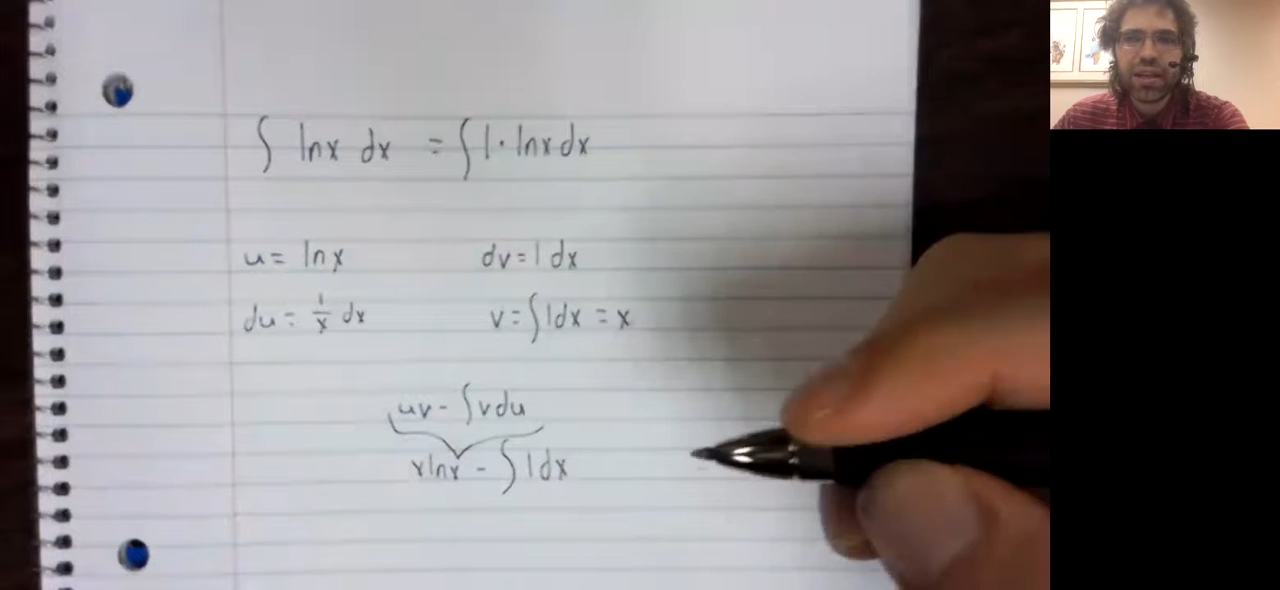 ∫ ln x dx = ∫ 1 · ln x dx
u = ln x    dv = 1 dx
du = 1/x dx    v = ∫ 1 dx = x
uv - ∫ v du
x ln x - ∫ 1 dx